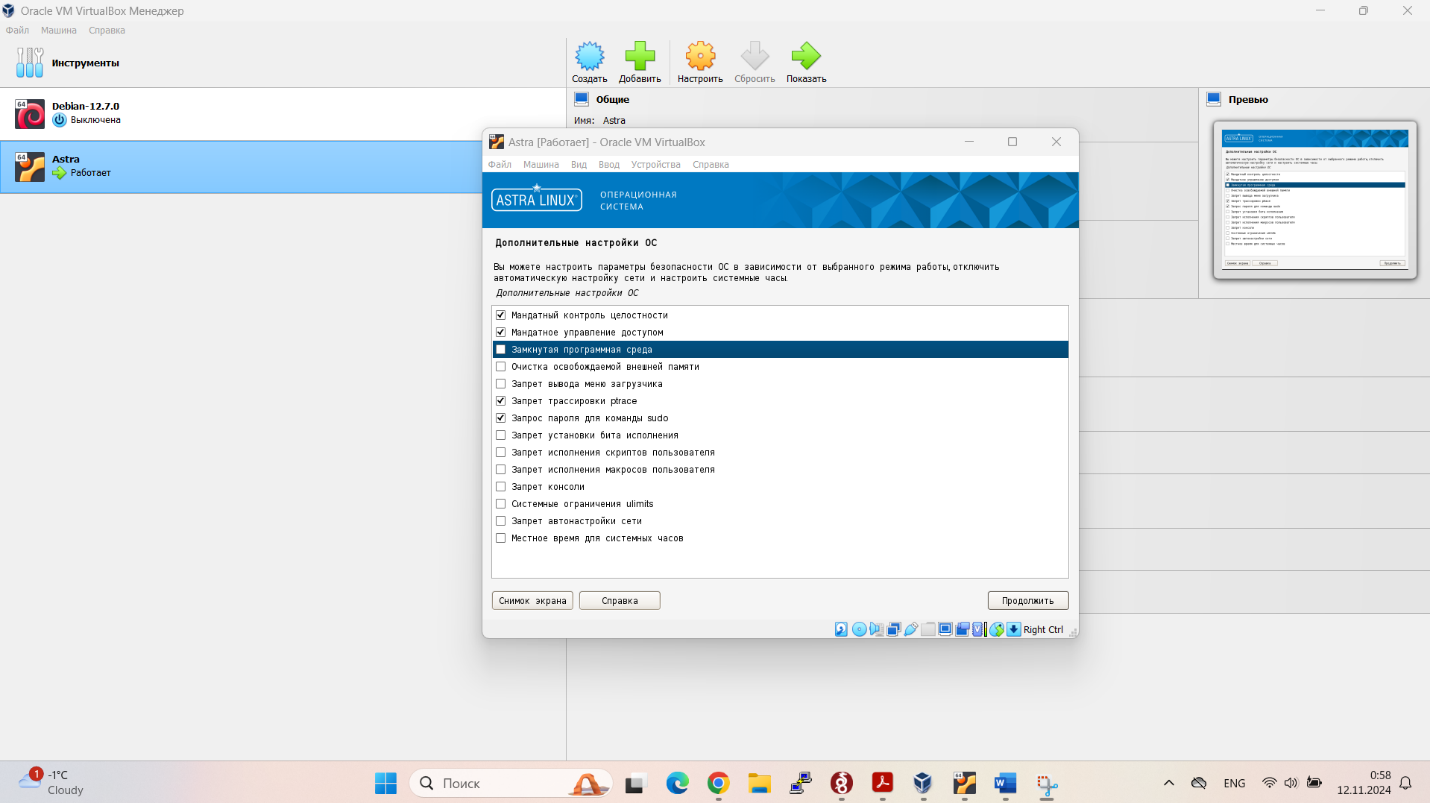 Oracle VM VirtualBox Менеджер
Файл Машина Справка
Инструменты
Создать Добавить Настроить Сбросить Показать
64
Debian-12.7.0
Выключена
64
Astra
Работает
Общие
Имя: Astra
Превью
Astra [Работает] - Oracle VM VirtualBox
Файл Машина Вид Ввод Устройства Справка
ASTRA LINUX®
ОПЕРАЦИОННАЯ
СИСТЕМА
Дополнительные настройки ОС
Вы можете настроить параметры безопасности ОС в зависимости от выбранного режима работы, отключить
автоматическую настройку сети и настроить системные часы.
Дополнительные настройки ОС
Мандатный контроль целостности
Мандатное управление доступом
Замкнутая программная среда
Очистка освобождаемой внешней памяти
Запрет вывода меню загрузчика
Запрет трассировки ptrace
Запрос пароля для команды sudo
Запрет установки бита исполнения
Запрет исполнения скриптов пользователя
Запрет исполнения макросов пользователя
Запрет консоли
Системные ограничения ulimits
Запрет автонастройки сети
Местное время для системных часов
Снимок экрана Справка Продолжить
Right Ctrl
1
-1°C
Cloudy
Поиск
ENG
0:58
12.11.2024